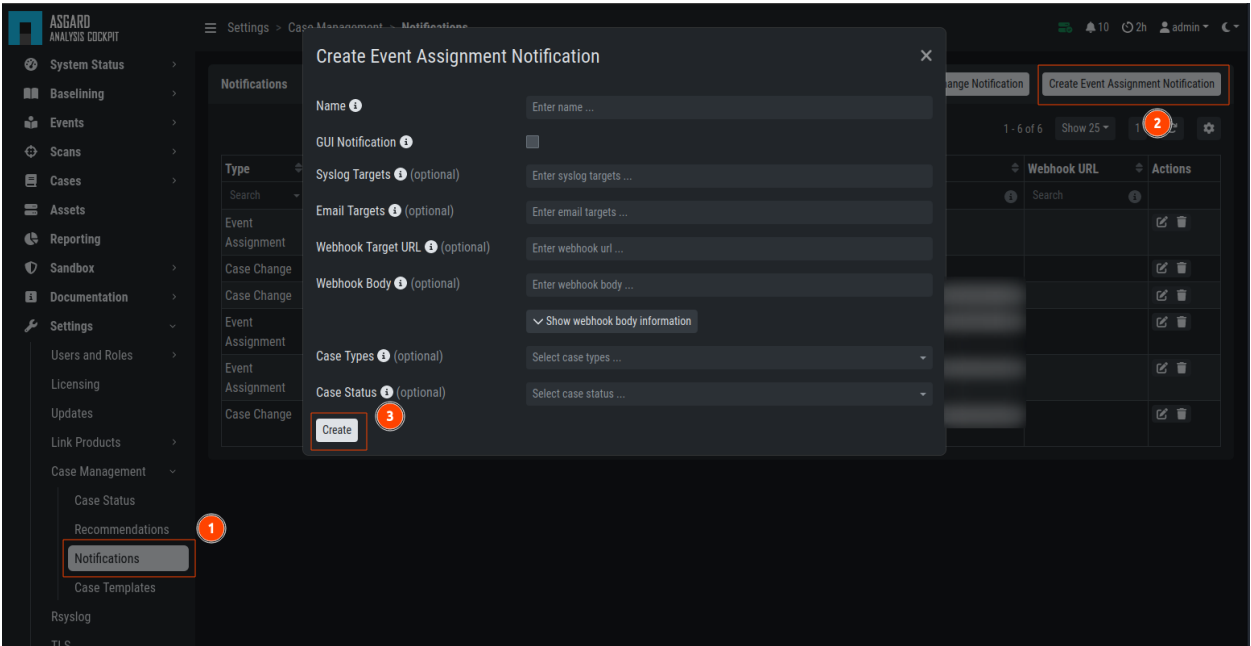 ASGARD
ANALYSIS COCKPIT
Settings > Case Management > Notifications
10
2h
admin
System Status
Baselining
Events
Scans
Cases
Assets
Reporting
Sandbox
Documentation
Settings
Users and Roles
Licensing
Updates
Link Products
Case Management
Case Status
Recommendations
1
Notifications
Case Templates
Rsyslog
TLS
Notifications
ange Notification
Create Event Assignment Notification
2
1 - 6 of 6
Show 25
1
Type
Webhook URL
Actions
Search
Search
Event
Assignment
Case Change
Case Change
Event
Assignment
Event
Assignment
Case Change
Create Event Assignment Notification
Name
Enter name ...
GUI Notification
Syslog Targets (optional)
Enter syslog targets ...
Email Targets (optional)
Enter email targets ...
Webhook Target URL (optional)
Enter webhook url ...
Webhook Body (optional)
Enter webhook body ...
Show webhook body information
Case Types (optional)
Select case types ...
Case Status (optional)
Select case status ...
3
Create